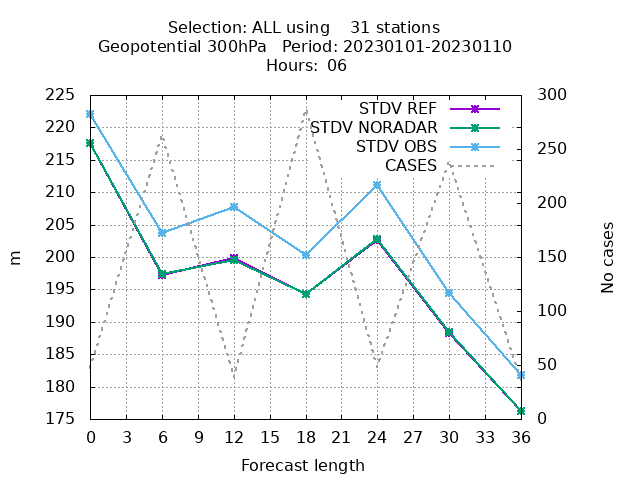 Selection: ALL using    31 stations
Geopotential 300hPa   Period: 20230101-20230110
Hours:  06
STDV REF
STDV NORADAR
STDV OBS
CASES
225
220
215
210
205
200
195
190
185
180
175
m
300
250
200
150
100
50
0
No cases
0 3 6 9 12 15 18 21 24 27 30 33 36
Forecast length